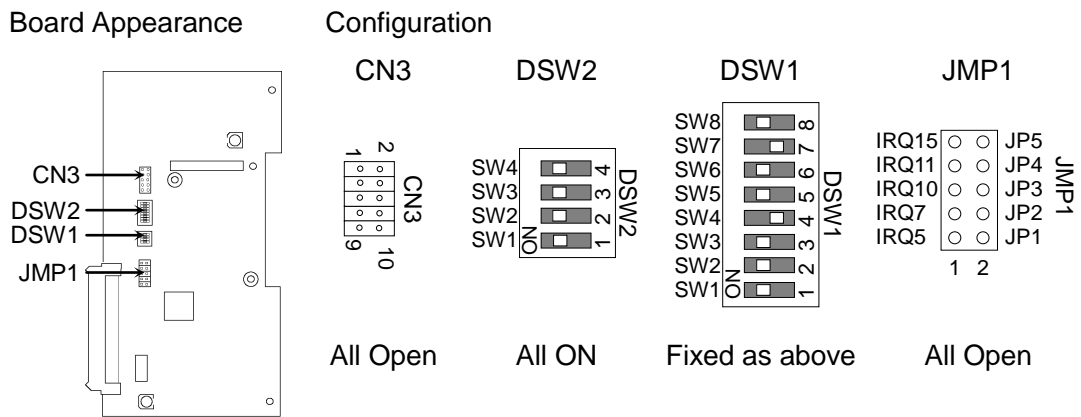 Board Appearance
Configuration
CN3
DSW2
DSW1
JMP1
CN3
DSW2
DSW1
JMP1
1 2
9 10
CN3
SW4 4
SW3 3
SW2 2
SW1 1
ON
DSW2
SW8 8
SW7 7
SW6 6
SW5 5
SW4 4
SW3 3
SW2 2
SW1 1
ON
DSW1
IRQ15 JP5
IRQ11 JP4
IRQ10 JP3
IRQ7 JP2
IRQ5 JP1
1 2
JMP1
All Open
All ON
Fixed as above
All Open